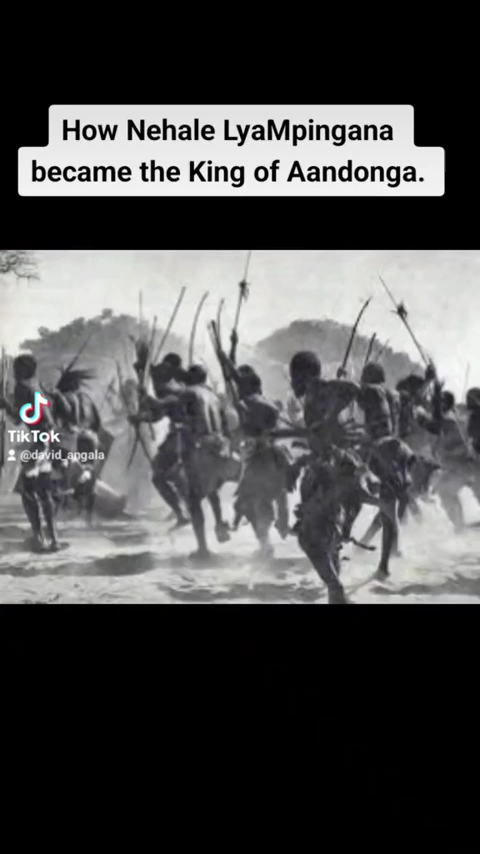 How Nehale LyaMpingana
became the King of Aandonga.
TikTok
@david_angala